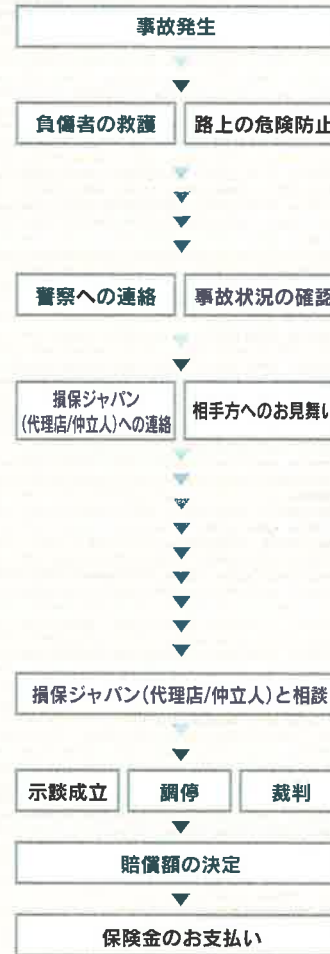 事故発生
負傷者の救護
路上の危険防止
警察への連絡
事故状況の確認
損保ジャパン
(代理店/仲立人)への連絡
相手方へのお見舞い
損保ジャパン(代理店/仲立人)と相談
示談成立
調停
裁判
賠償額の決定
保険金のお支払い